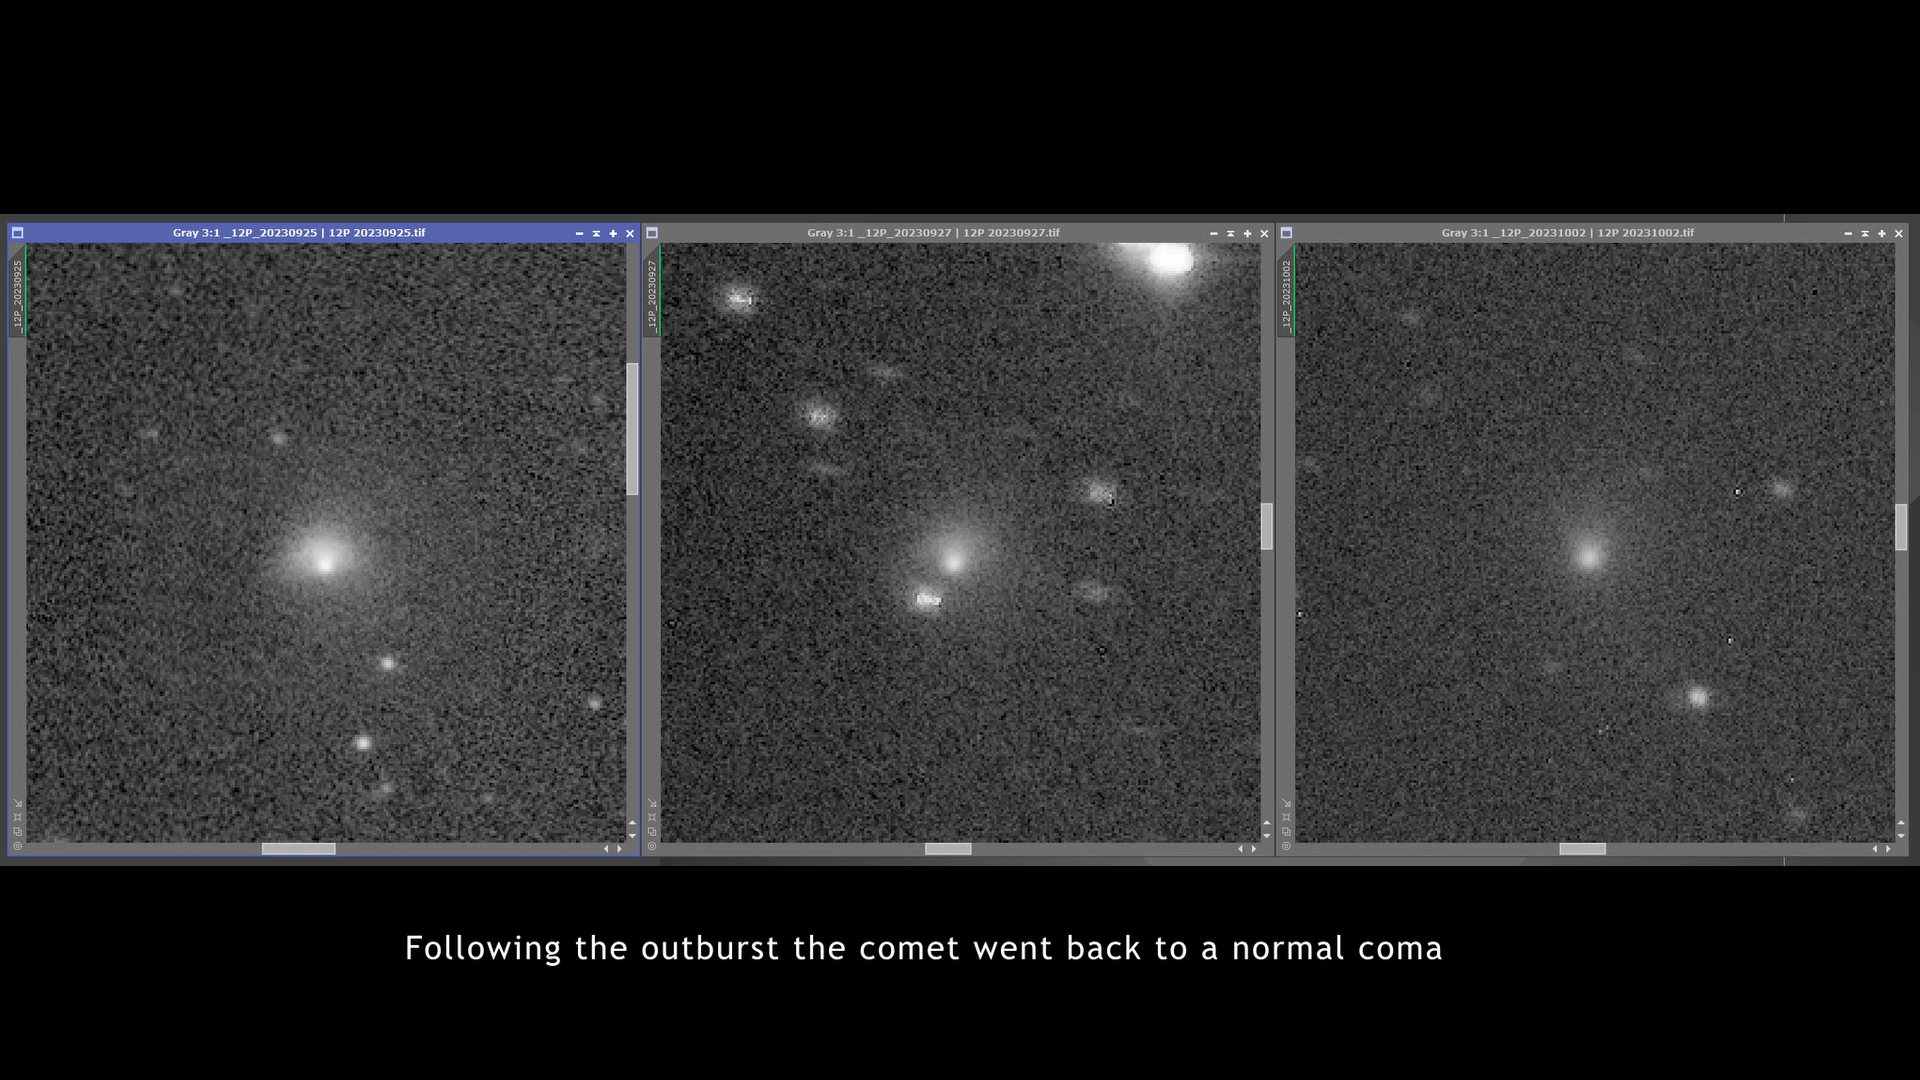 Gray 3:1 _12P_20230925 | 12P 20230925.tif
_12P_20230925
Gray 3:1 _12P_20230927 | 12P 20230927.tif
_12P_20230927
Gray 3:1 _12P_20231002 | 12P 20231002.tif
_12P_20231002
Following the outburst the comet went back to a normal coma